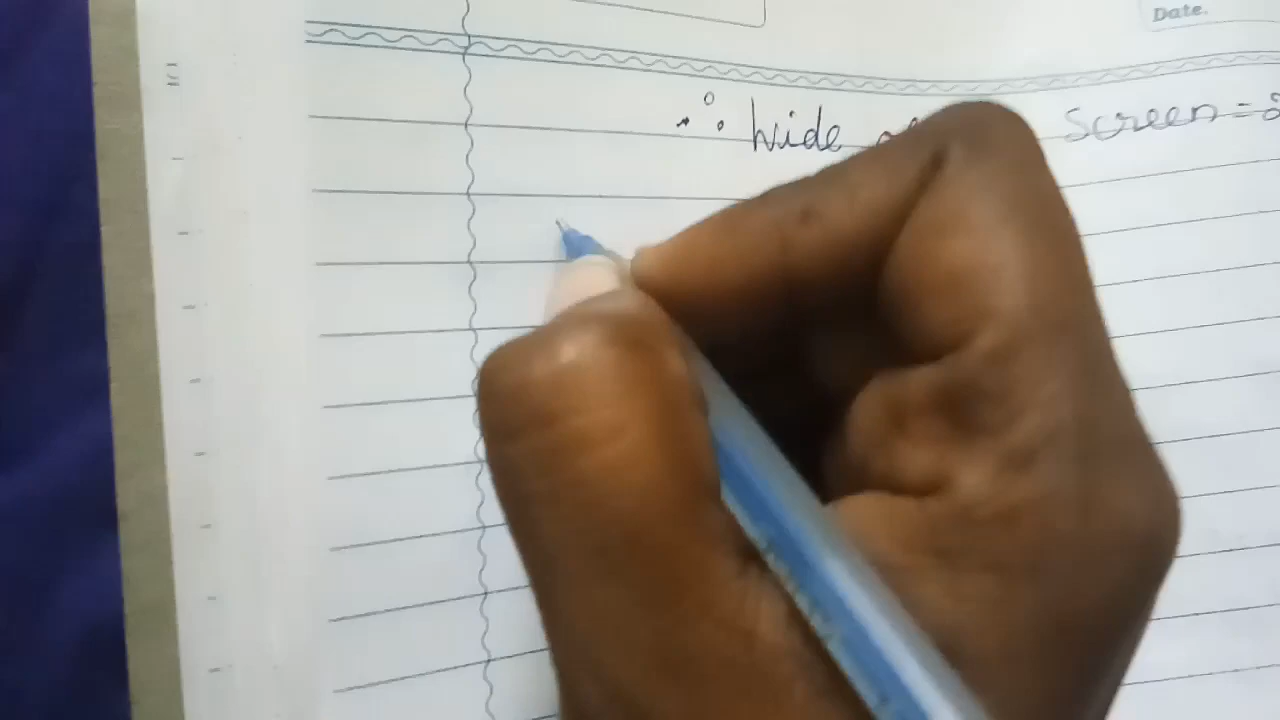 Date.
∴ Wide Screen =